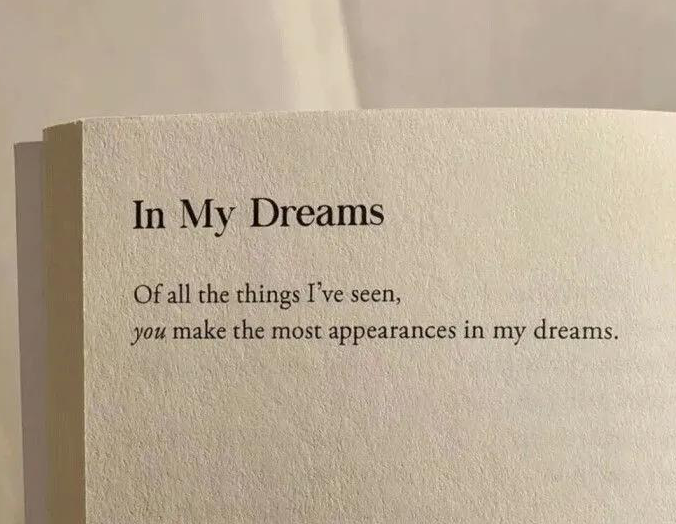 In My Dreams
Of all the things I've seen,
you make the most appearances in my dreams.